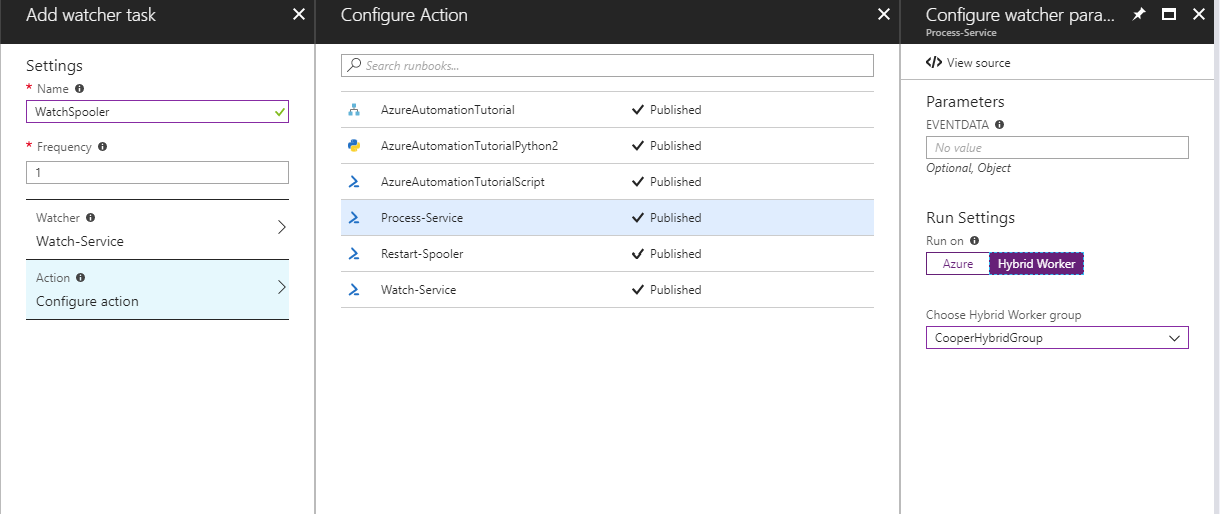 Add watcher task
Settings
* Name
WatchSpooler
* Frequency
1
Watcher
Watch-Service
Action
Configure action
Configure Action
Search runbooks...
AzureAutomationTutorial Published
AzureAutomationTutorialPython2 Published
AzureAutomationTutorialScript Published
Process-Service Published
Restart-Spooler Published
Watch-Service Published
Configure watcher para...
Process-Service
</> View source
Parameters
EVENTDATA
No value
Optional, Object
Run Settings
Run on
Azure Hybrid Worker
Choose Hybrid Worker group
CooperHybridGroup